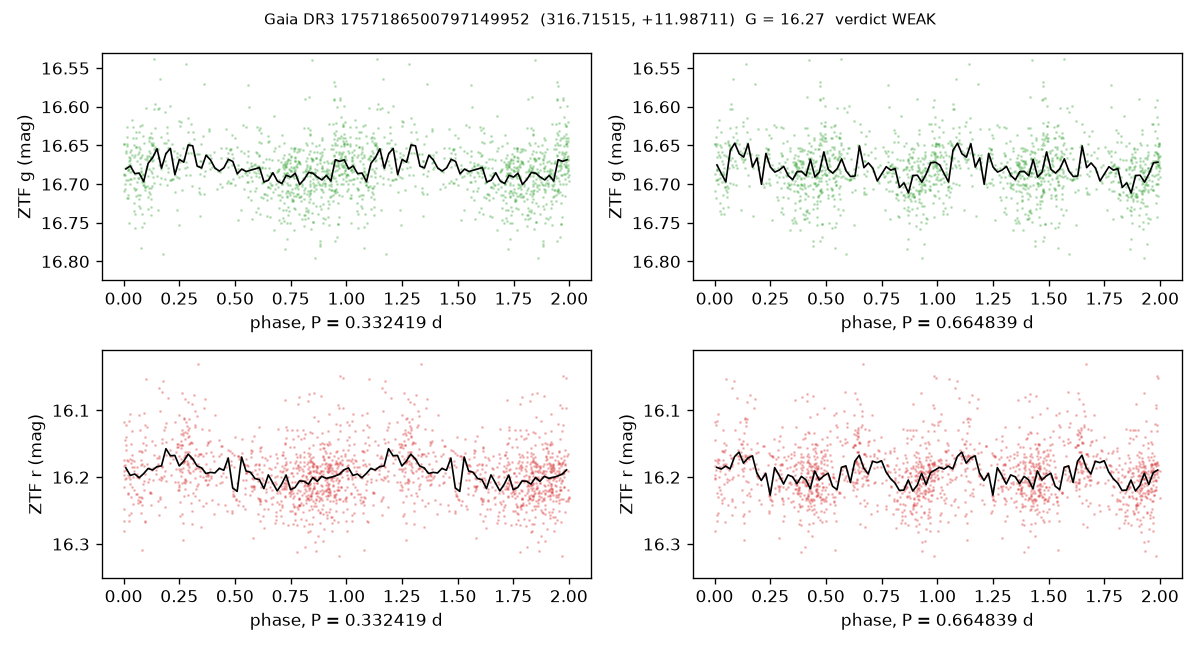 Gaia DR3 1757186500797149952 (316.71515, +11.98711) G = 16.27 verdict WEAK
ZTF g (mag)
16.55
16.60
16.65
16.70
16.75
16.80
0.00 0.25 0.50 0.75 1.00 1.25 1.50 1.75 2.00
phase, P = 0.332419 d
ZTF g (mag)
16.55
16.60
16.65
16.70
16.75
16.80
0.00 0.25 0.50 0.75 1.00 1.25 1.50 1.75 2.00
phase, P = 0.664839 d
ZTF r (mag)
16.1
16.2
16.3
0.00 0.25 0.50 0.75 1.00 1.25 1.50 1.75 2.00
phase, P = 0.332419 d
ZTF r (mag)
16.1
16.2
16.3
0.00 0.25 0.50 0.75 1.00 1.25 1.50 1.75 2.00
phase, P = 0.664839 d